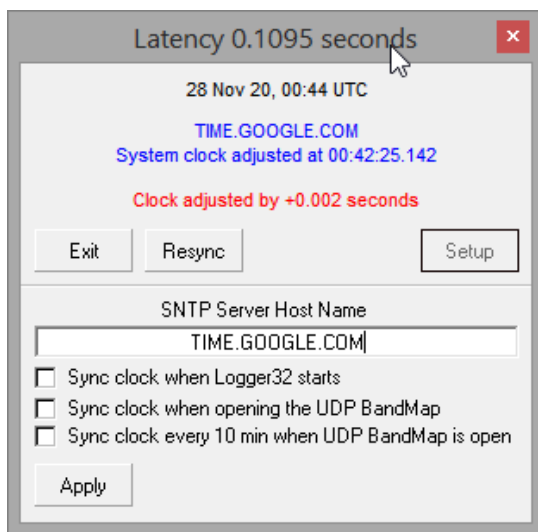 Latency 0.1095 seconds
28 Nov 20, 00:44 UTC
TIME.GOOGLE.COM
System clock adjusted at 00:42:25.142
Clock adjusted by +0.002 seconds
Exit Resync Setup
SNTP Server Host Name
TIME.GOOGLE.COM
Sync clock when Logger32 starts
Sync clock when opening the UDP BandMap
Sync clock every 10 min when UDP BandMap is open
Apply